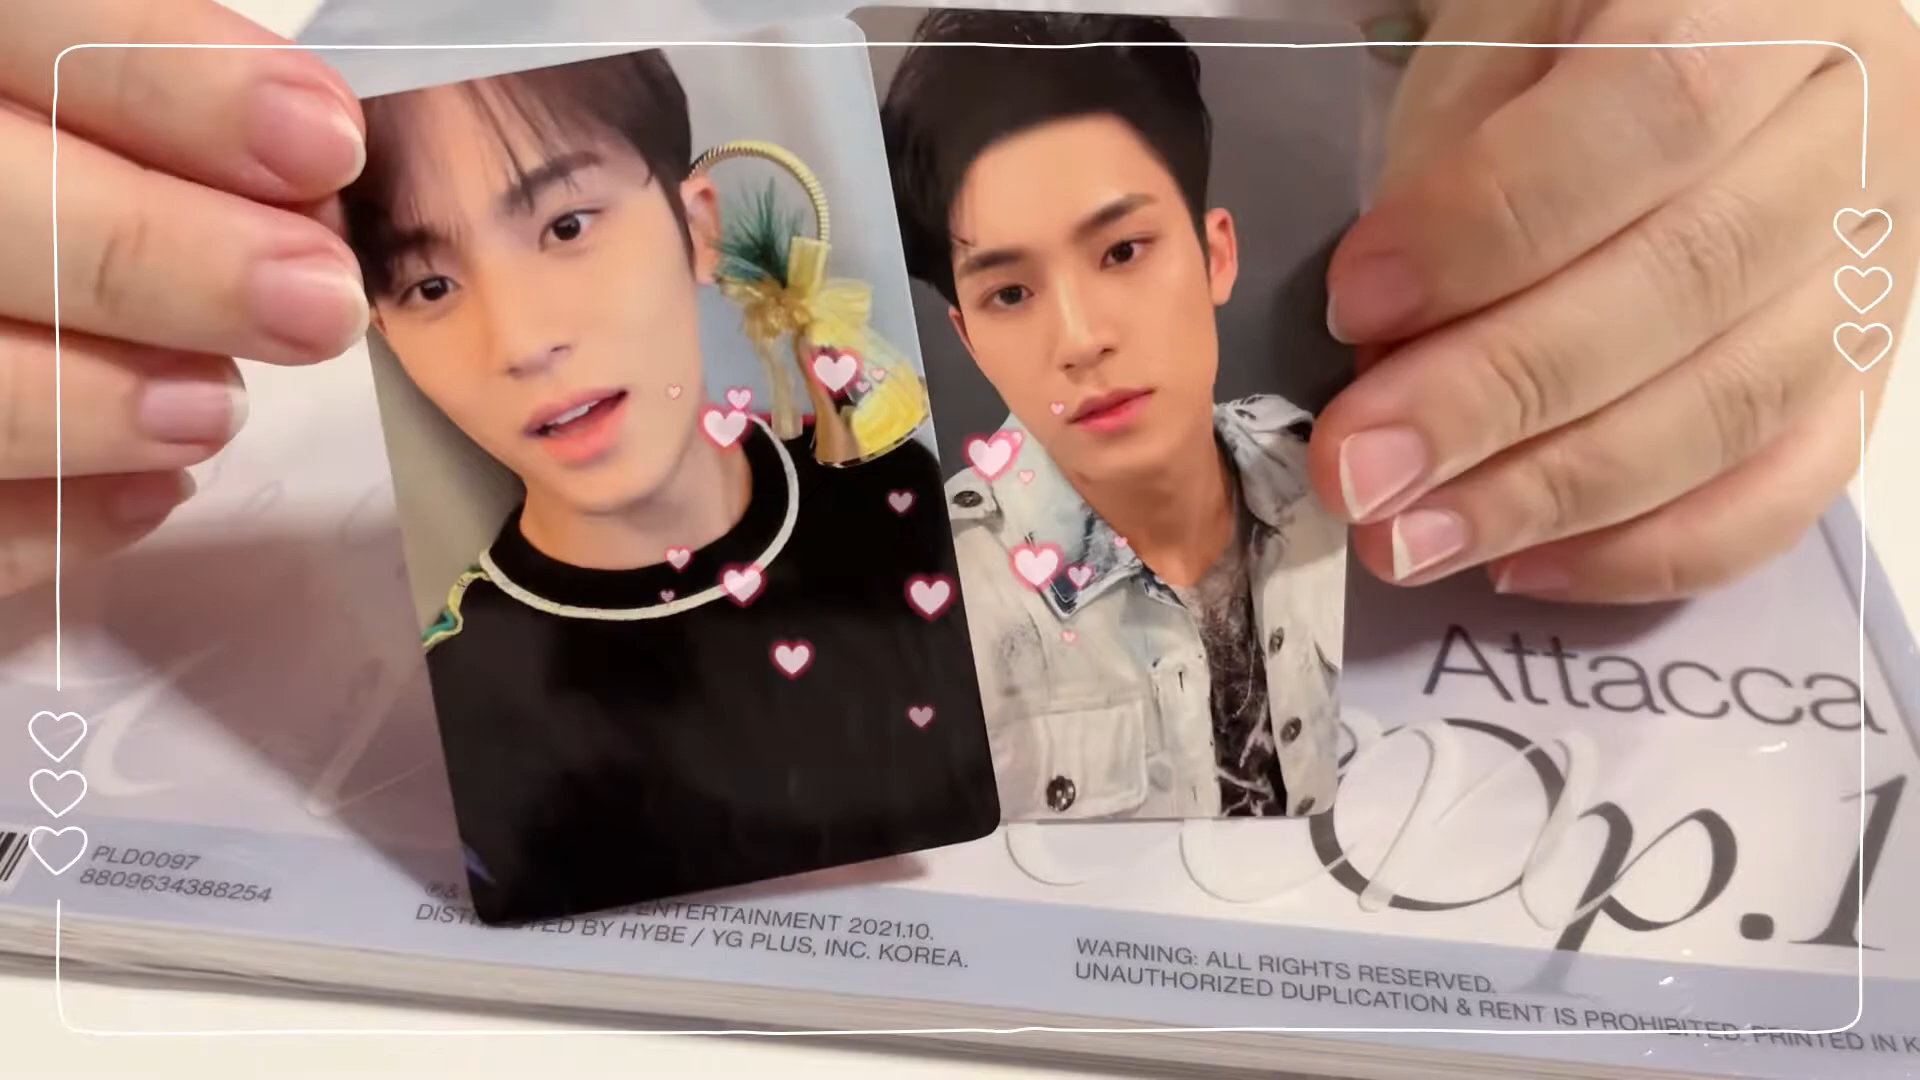 Attacca
Op.1
PLD0097
8809634388254
ENTERTAINMENT 2021.10.
BY HYBE / YG PLUS, INC. KOREA.
WARNING: ALL RIGHTS RESERVED.
UNAUTHORIZED DUPLICATION & RENT IS PROHIBITED. PRINTED IN